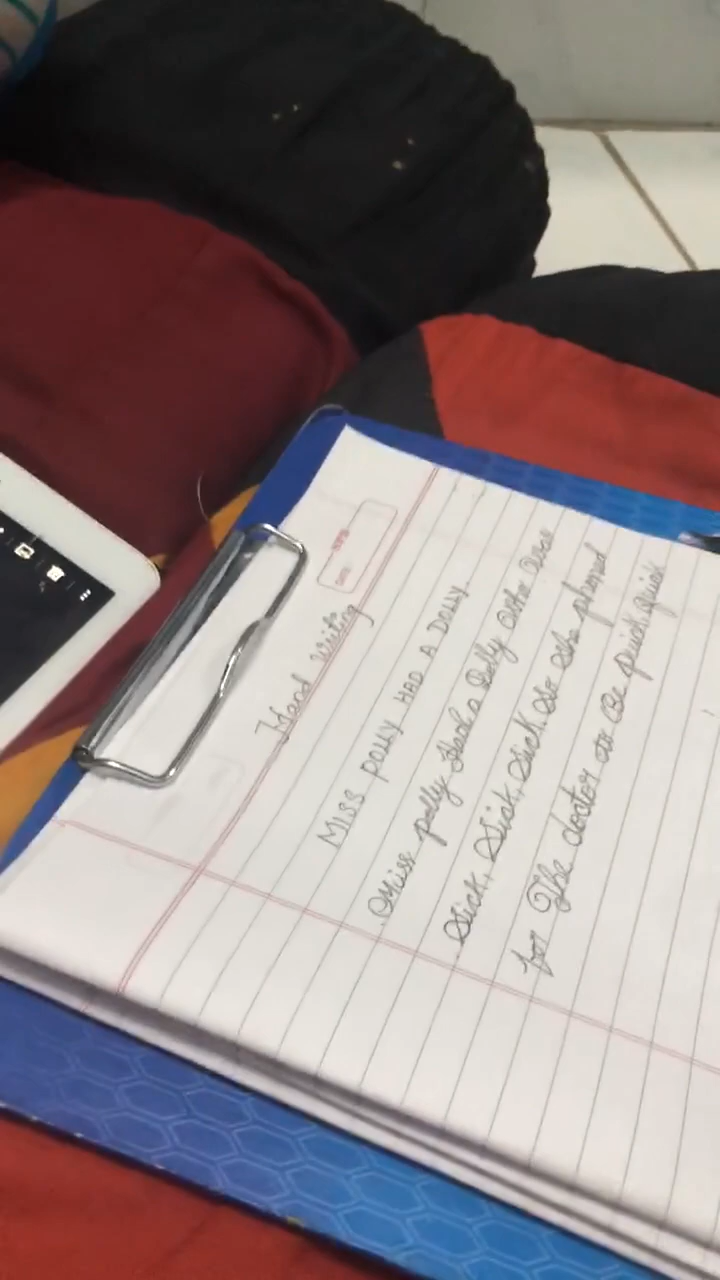 Hand Writing
MISS POLLY HAD A DOLLY
Miss polly Had a Dolly who was
Sick, Sick, Sick So she phoned
for The doctor to Be quick quick